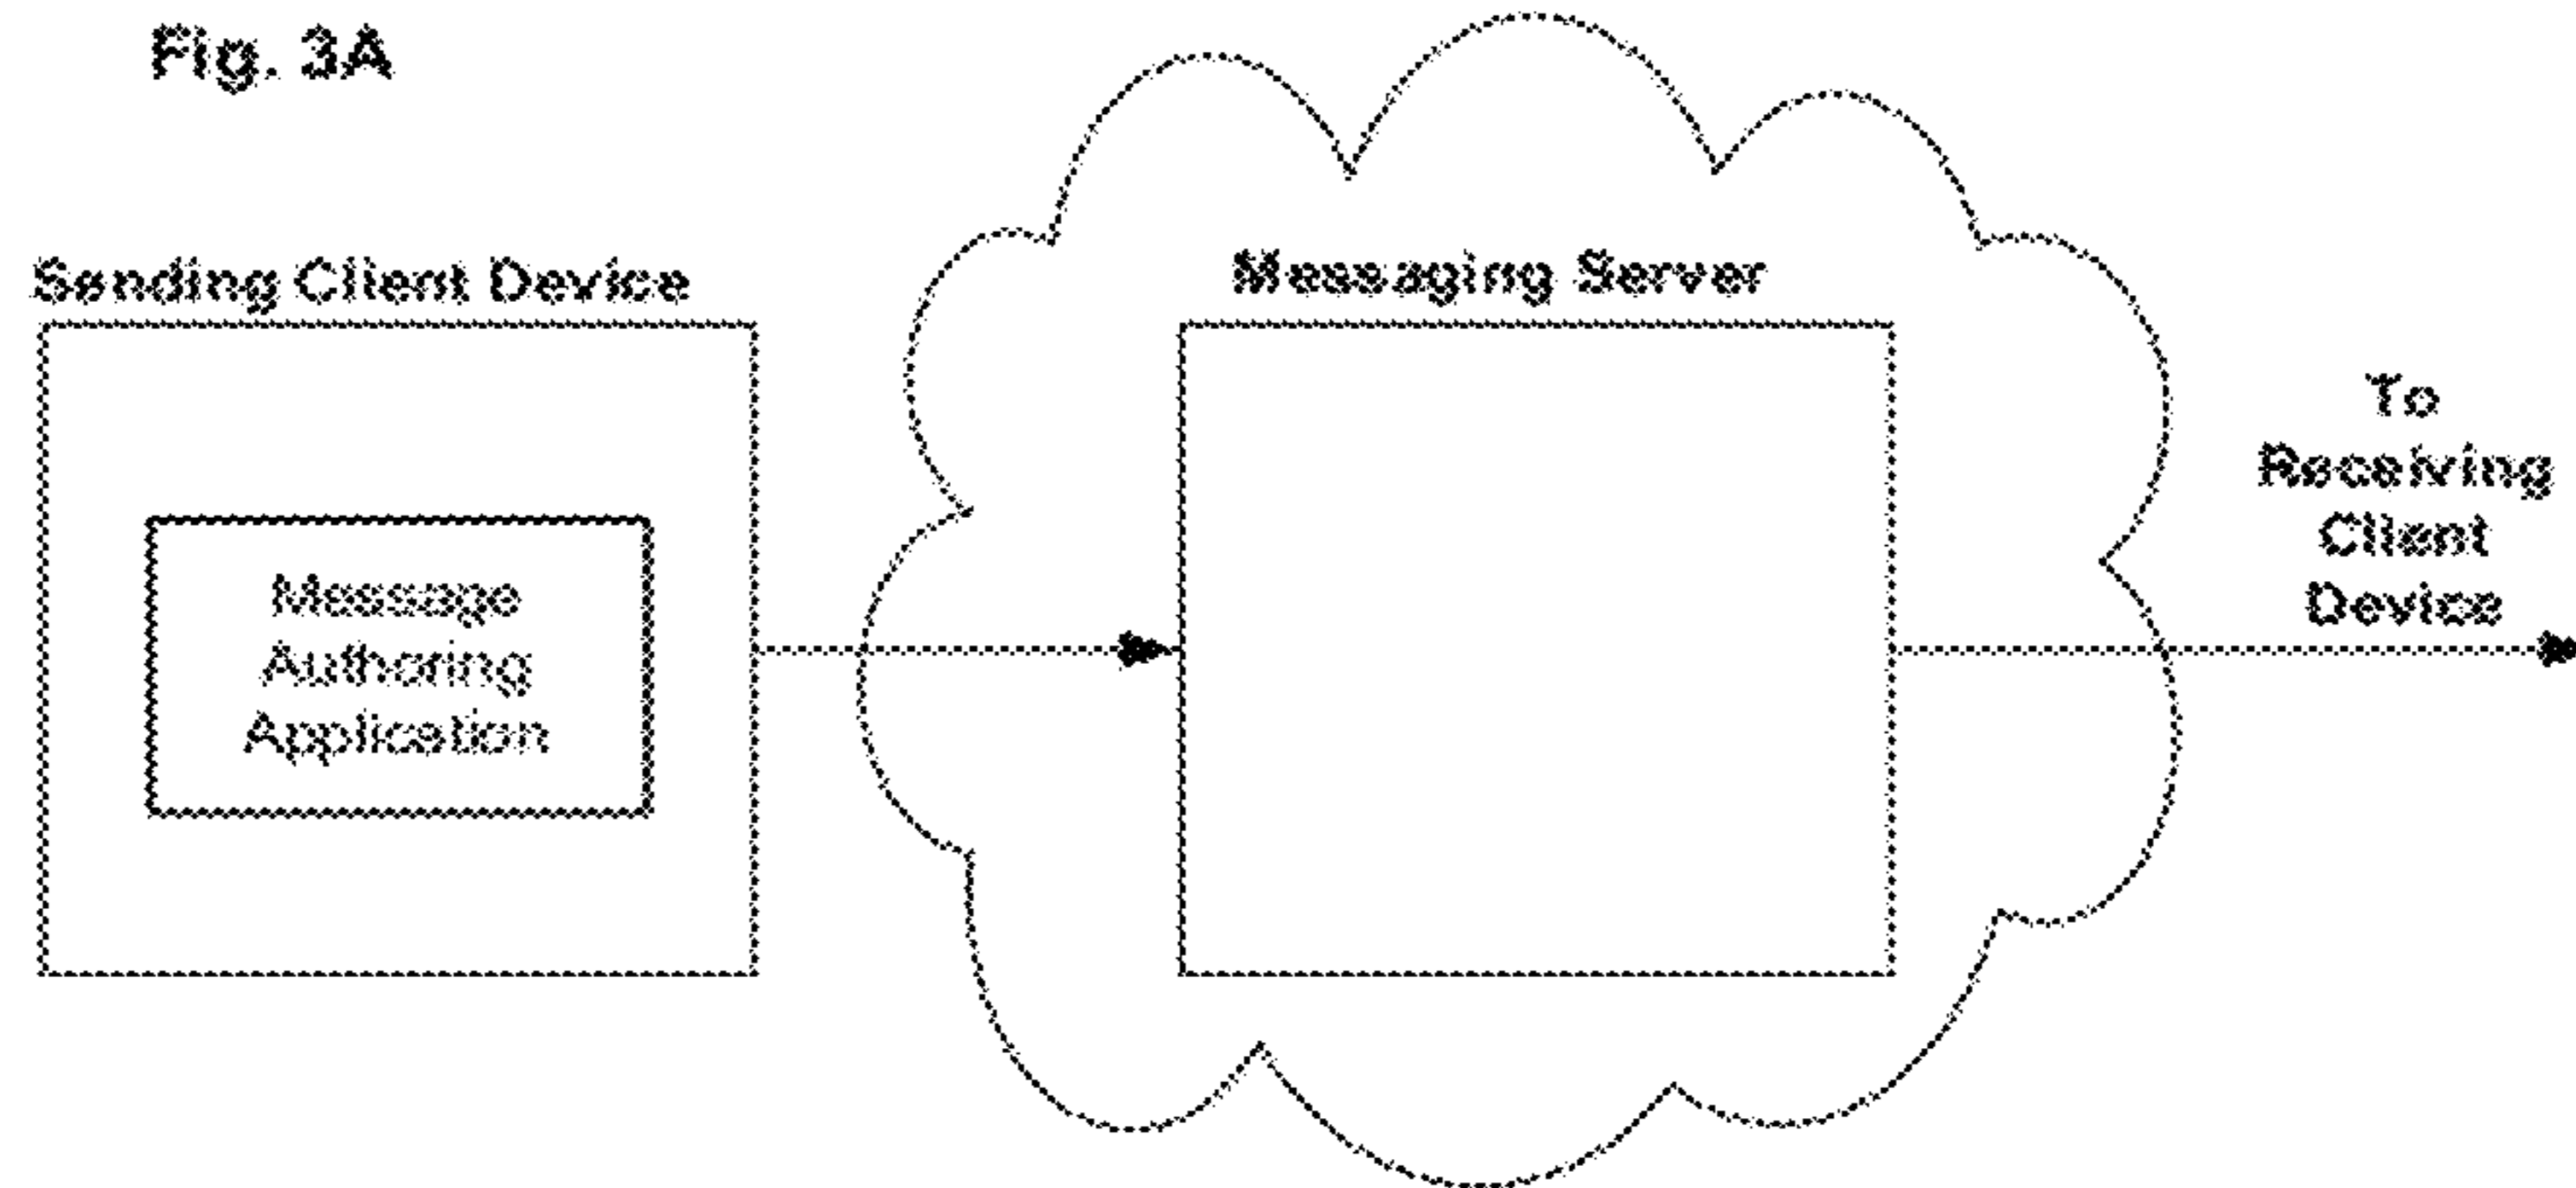 Fig. 3A
Sending Client Device
Message
Authoring
Application
Messaging Server
To
Receiving
Client
Device